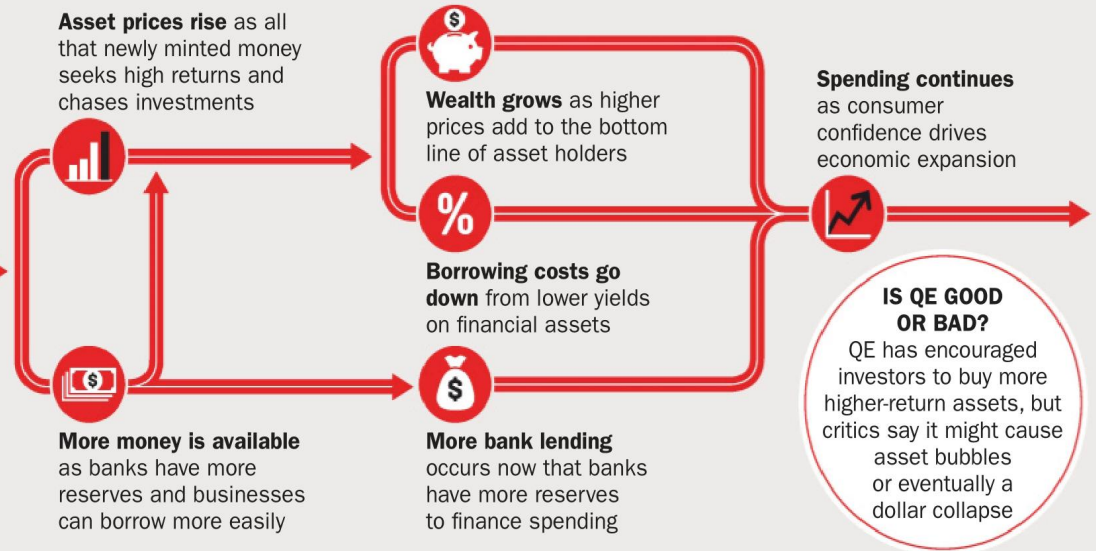 Asset prices rise as all
that newly minted money
seeks high returns and
chases investments
$
Wealth grows as higher
prices add to the bottom
line of asset holders
Spending continues
as consumer
confidence drives
economic expansion
%
Borrowing costs go
down from lower yields
on financial assets
$
More money is available
as banks have more
reserves and businesses
can borrow more easily
$
More bank lending
occurs now that banks
have more reserves
to finance spending
IS QE GOOD
OR BAD?
QE has encouraged
investors to buy more
higher-return assets, but
critics say it might cause
asset bubbles
or eventually a
dollar collapse